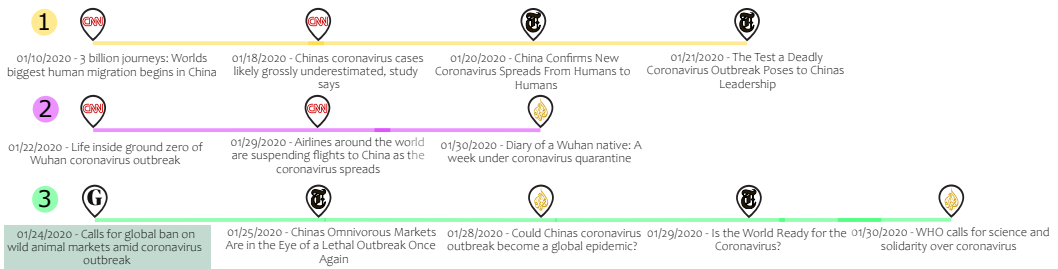 1
CNN
CNN
01/10/2020 - 3 billion journeys: Worlds
biggest human migration begins in China
01/18/2020 - Chinas coronavirus cases
likely grossly underestimated, study
says
01/20/2020 - China Confirms New
Coronavirus Spreads From Humans to
Humans
01/21/2020 - The Test a Deadly
Coronavirus Outbreak Poses to Chinas
Leadership
2
CNN
CNN
01/22/2020 - Life inside ground zero of
Wuhan coronavirus outbreak
01/29/2020 - Airlines around the world
are suspending flights to China as the
coronavirus spreads
01/30/2020 - Diary of a Wuhan native: A
week under coronavirus quarantine
3
G
01/24/2020 - Calls for global ban on
wild animal markets amid coronavirus
outbreak
01/25/2020 - Chinas Omnivorous Markets
Are in the Eye of a Lethal Outbreak Once
Again
01/28/2020 - Could Chinas coronavirus
outbreak become a global epidemic?
01/29/2020 - Is the World Ready for the
Coronavirus?
01/30/2020 - WHO calls for science and
solidarity over coronavirus